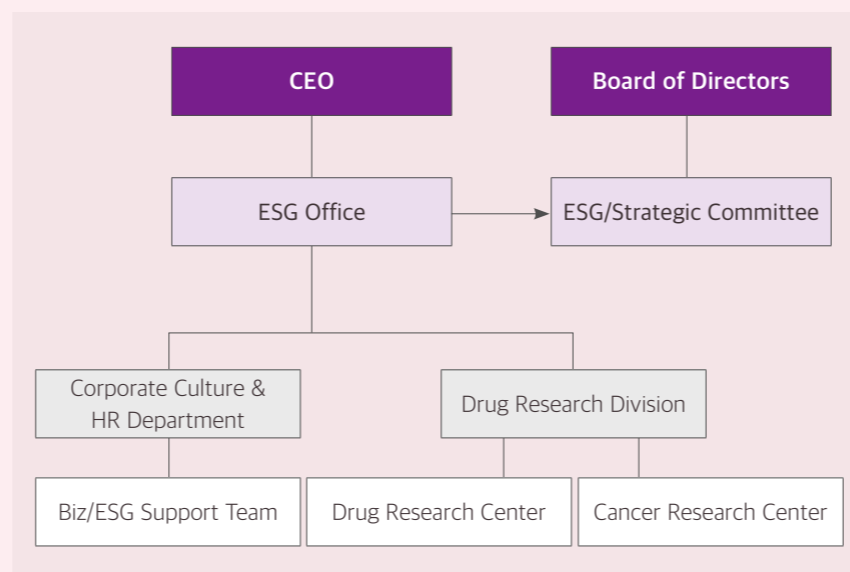 CEO
Board of Directors
ESG Office
ESG/Strategic Committee
Corporate Culture &
HR Department
Drug Research Division
Biz/ESG Support Team
Drug Research Center
Cancer Research Center